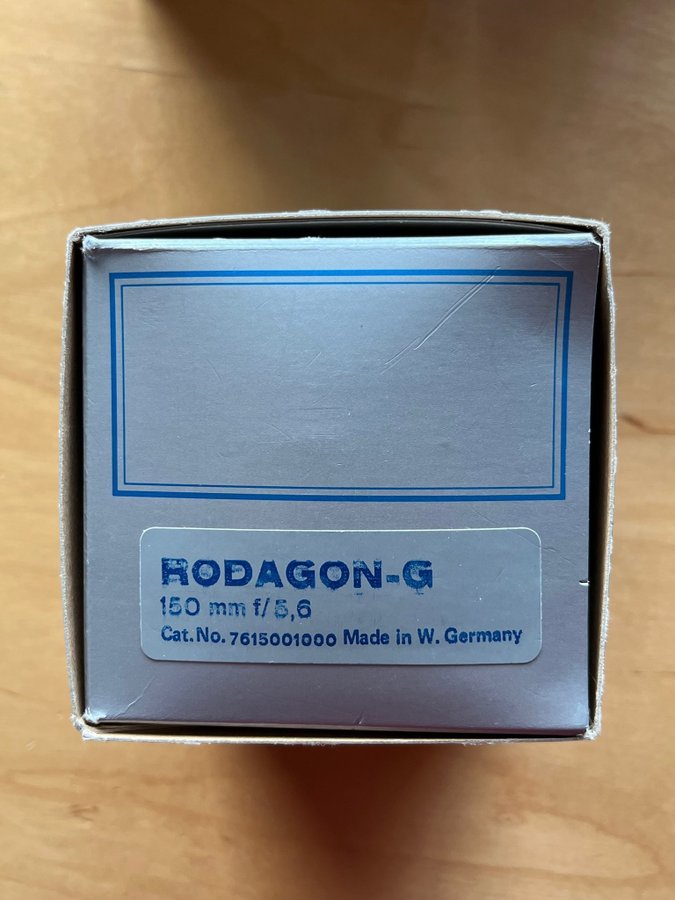 RODAGON-G
150 mm f/5,6
Cat.No. 7615001000 Made in W. Germany